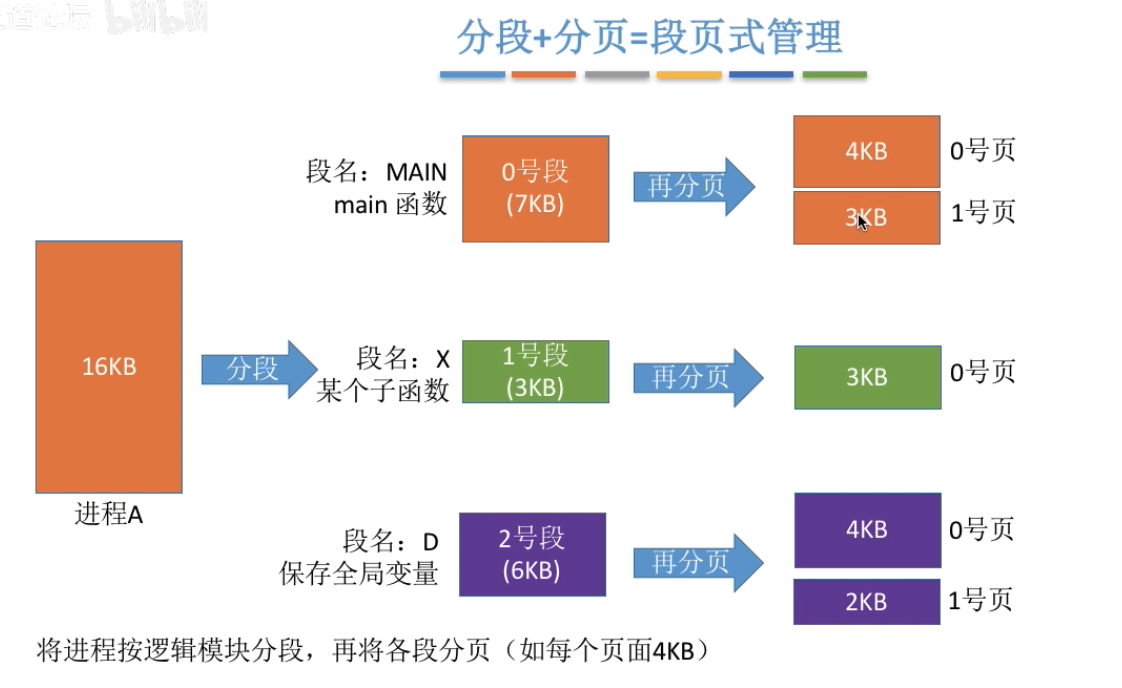 bilibili
分段+分页=段页式管理
段名：MAIN
main 函数
0号段
(7KB)
再分页
4KB
0号页
3KB
1号页
16KB
进程A
分段
段名：X
某个子函数
1号段
(3KB)
再分页
3KB
0号页
段名：D
保存全局变量
2号段
(6KB)
再分页
4KB
0号页
2KB
1号页
将进程按逻辑模块分段，再将各段分页（如每个页面4KB）